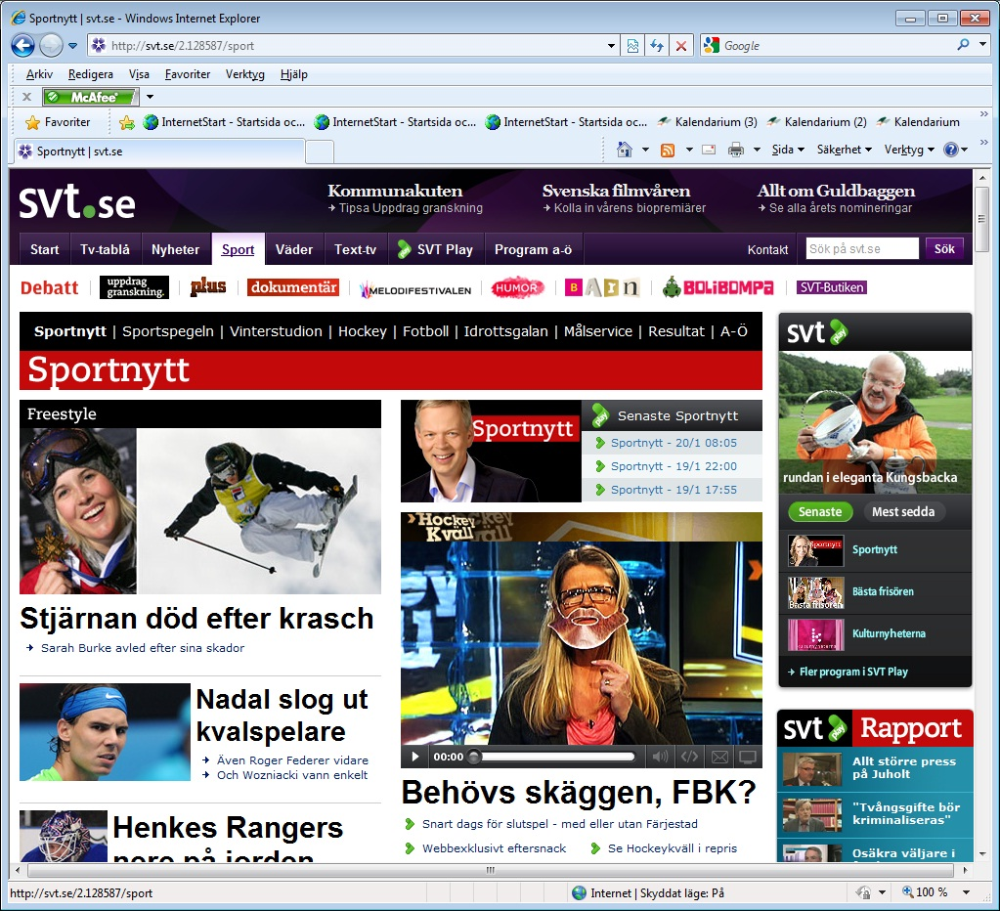 Sportnytt | svt.se - Windows Internet Explorer
http://svt.se/2.128587/sport
Google
Arkiv Redigera Visa Favoriter Verktyg Hjälp
x McAfee
Favoriter InternetStart - Startsida oc... InternetStart - Startsida oc... InternetStart - Startsida oc... Kalendarium (3) Kalendarium (2) Kalendarium
Sportnytt | svt.se
Sida Säkerhet Verktyg
svt.se
Kommunakuten
Tipsa Uppdrag granskning
Svenska filmvåren
Kolla in vårens biopremiärer
Allt om Guldbaggen
Se alla årets nomineringar
Start Tv-tablå Nyheter Sport Väder Text-tv SVT Play Program a-ö Kontakt Sök på svt.se Sök
Debatt
uppdrag
granskning.
plus
dokumentär
MELODIFESTIVALEN
HUMOR
BARN
BOLIBOMPA
SVT-Butiken
Sportnytt | Sportspegeln | Vinterstudion | Hockey | Fotboll | Idrottsgalan | Målservice | Resultat | A-Ö
Sportnytt
Freestyle
Stjärnan död efter krasch
Sarah Burke avled efter sina skador
Nadal slog ut
kvalspelare
Även Roger Federer vidare
Och Wozniacki vann enkelt
Henkes Rangers
nere på jorden
Sportnytt
play
Senaste Sportnytt
Sportnytt - 20/1 08:05
Sportnytt - 19/1 22:00
Sportnytt - 19/1 17:55
Hockey
Kväll
00:00
Behövs skäggen, FBK?
Snart dags för slutspel - med eller utan Färjestad
Webbexklusivt eftersnack
Se Hockeykväll i repris
svt play
rundan i eleganta Kungsbacka
Senaste Mest sedda
Sportnytt
Sportnytt
Bästa frisören
Bästa frisören
Kulturnyheterna
Fler program i SVT Play
svt play Rapport
Allt större press
på Juholt
"Tvångsgifte bör
kriminaliseras"
Osäkra väljare i
http://svt.se/2.128587/sport
Internet | Skyddat läge: På
100 %